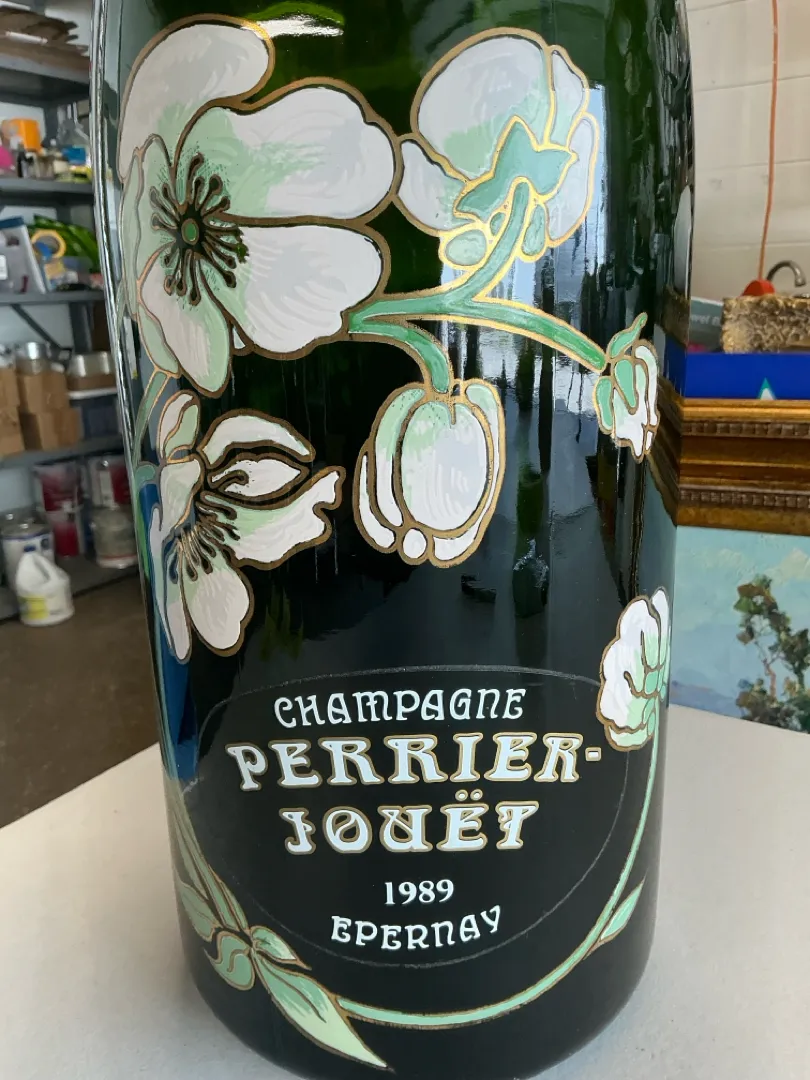 CHAMPAGNE
PERRIER-
JOUËT
1989
EPERNAY